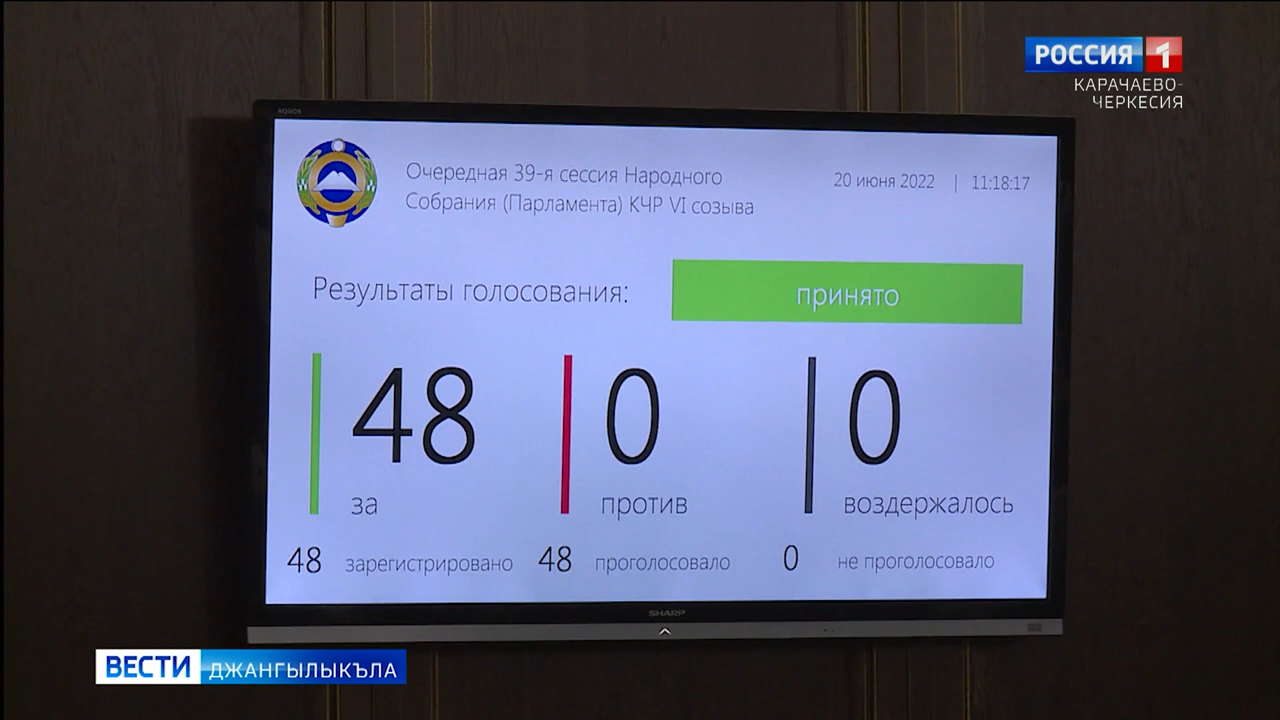 РОССИЯ 1
КАРАЧАЕВО-
ЧЕРКЕСИЯ
AQUOS
Очередная 39-я сессия Народного
Собрания (Парламента) КЧР VI созыва
20 июня 2022 | 11:18:17
Результаты голосования:
принято
48 0 0
за против воздержалось
48 зарегистрировано 48 проголосовало 0 не проголосовало
SHARP
ВЕСТИ ДЖАНГЫЛЫКЪЛА